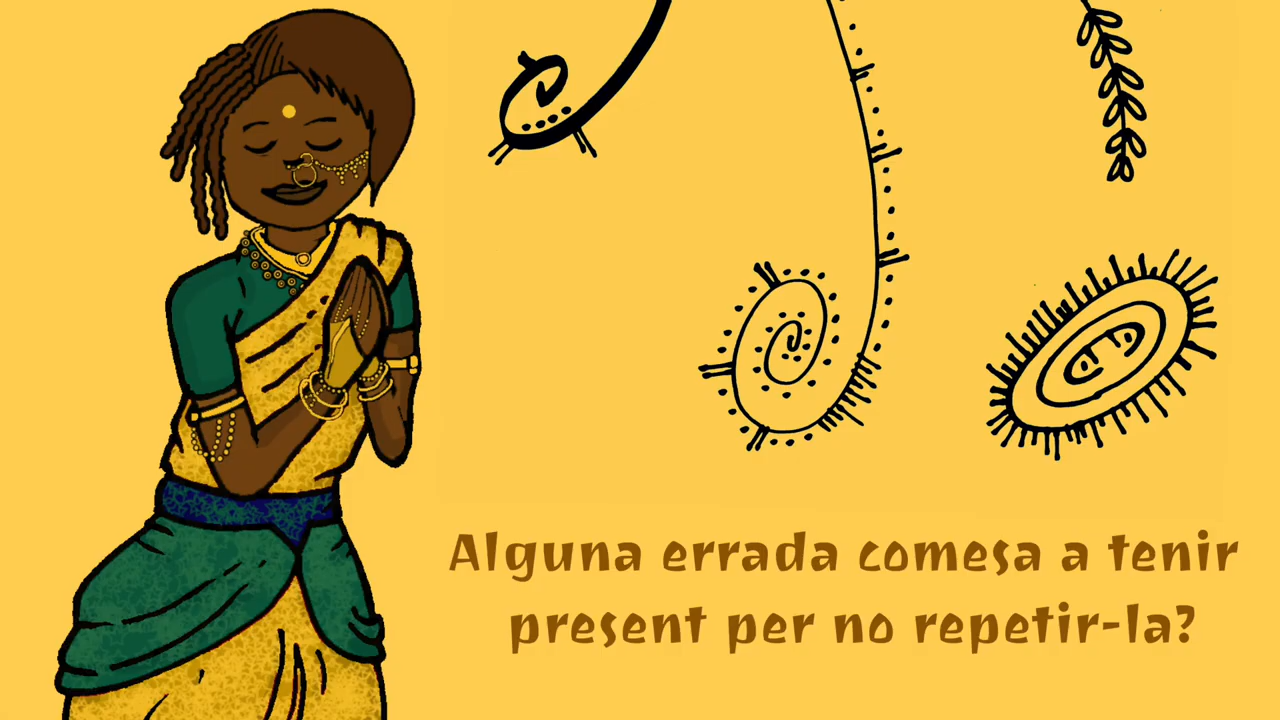 Alguna errada comesa a tenir
present per no repetir-la?